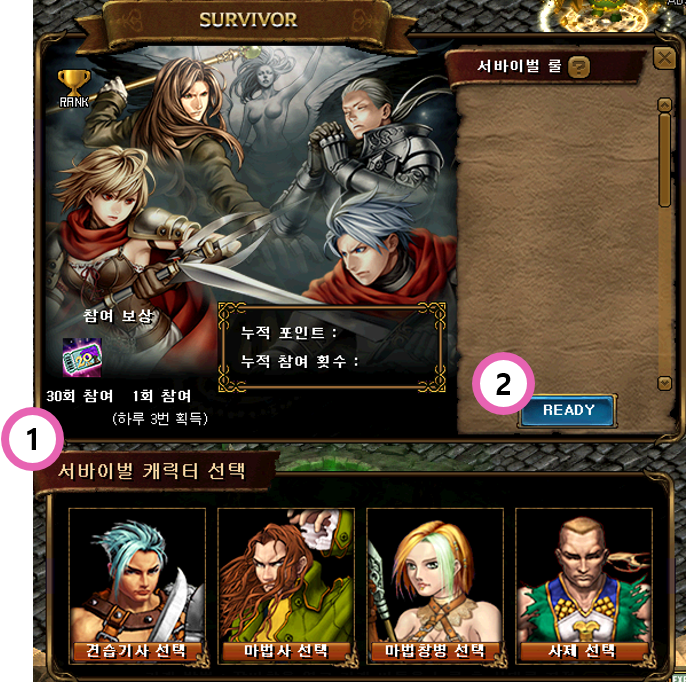 SURVIVOR
RANK
서바이벌 룰 ?
참여 보상
20
누적 포인트 :
누적 참여 횟수 :
30회 참여 1회 참여
(하루 3번 획득)
2
READY
1
서바이벌 캐릭터 선택
견습기사 선택
마법사 선택
마법창병 선택
사제 선택